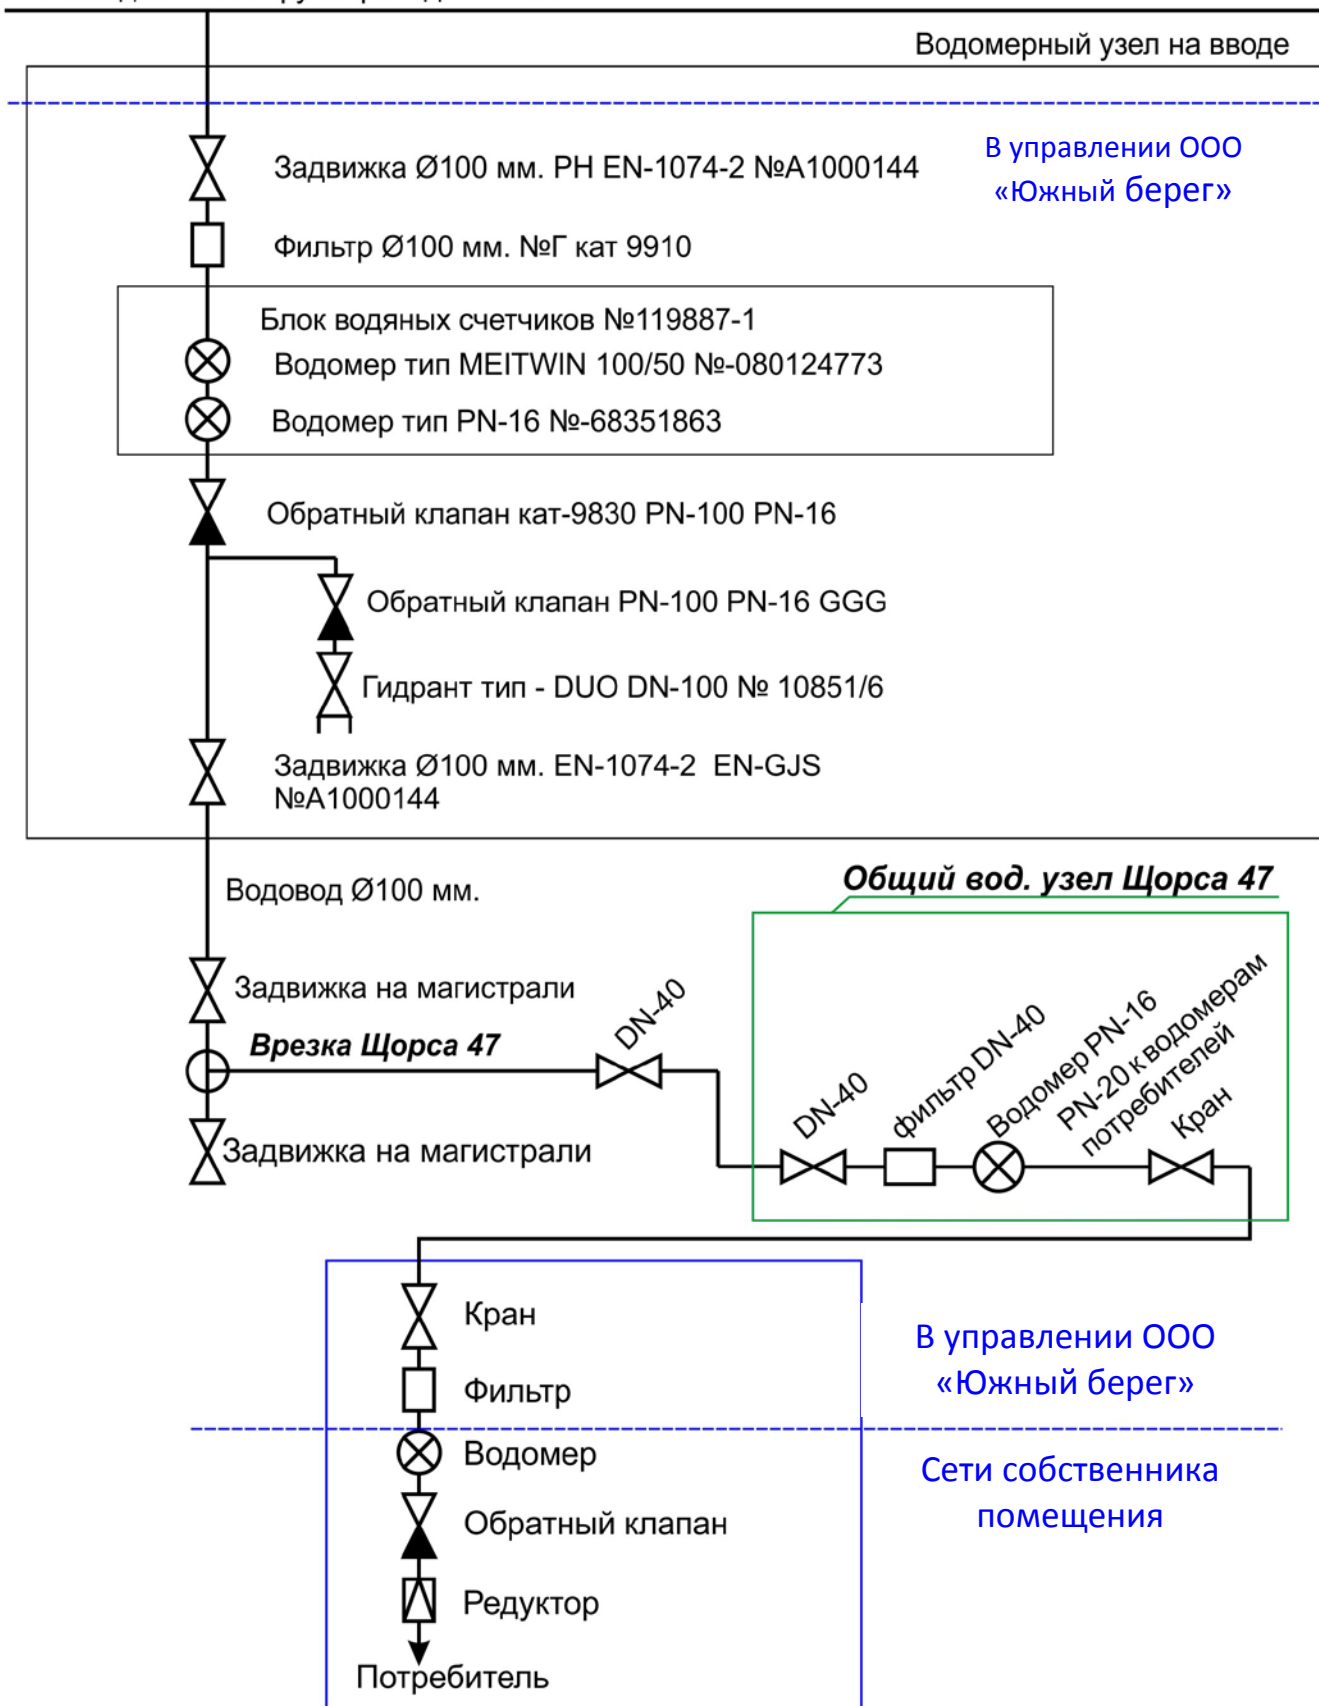 Водомерный узел на вводе
В управлении ООО
«Южный берег»
Задвижка Ø100 мм. PH EN-1074-2 №А1000144
Фильтр Ø100 мм. №Г кат 9910
Блок водяных счетчиков №119887-1
Водомер тип MEITWIN 100/50 №-080124773
Водомер тип PN-16 №-68351863
Обратный клапан кат-9830 PN-100 PN-16
Обратный клапан PN-100 PN-16 GGG
Гидрант тип - DUO DN-100 № 10851/6
Задвижка Ø100 мм. EN-1074-2 EN-GJS
№А1000144
Водовод Ø100 мм.
Общий вод. узел Щорса 47
Задвижка на магистрали
Врезка Щорса 47
DN-40
Задвижка на магистрали
DN-40
фильтр DN-40
Водомер PN-16
PN-20 к водомерам
потребителей
Кран
Кран
Фильтр
В управлении ООО
«Южный берег»
Водомер
Обратный клапан
Редуктор
Потребитель
Сети собственника
помещения